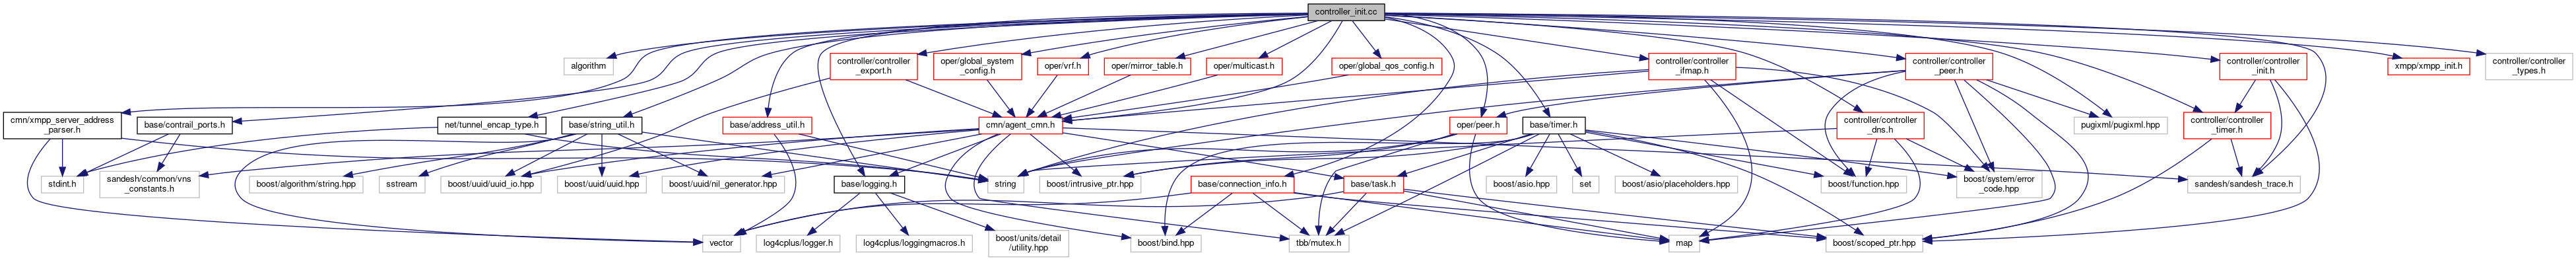 controller_init.cc
algorithm
controller/controller
_export.h
oper/global_system
_config.h
oper/vrf.h
oper/mirror_table.h
oper/multicast.h
oper/global_qos_config.h
controller/controller
_ifmap.h
controller/controller
_peer.h
controller/controller
_init.h
xmpp/xmpp_init.h
controller/controller
_types.h
cmn/xmpp_server_address
_parser.h
base/contrail_ports.h
net/tunnel_encap_type.h
base/string_util.h
base/address_util.h
cmn/agent_cmn.h
oper/peer.h
base/timer.h
controller/controller
_dns.h
pugixml/pugixml.hpp
controller/controller
_timer.h
stdint.h
sandesh/common/vns
_constants.h
boost/algorithm/string.hpp
sstream
boost/uuid/uuid_io.hpp
boost/uuid/uuid.hpp
boost/uuid/nil_generator.hpp
base/logging.h
string
boost/intrusive_ptr.hpp
base/connection_info.h
base/task.h
boost/asio.hpp
set
boost/asio/placeholders.hpp
boost/function.hpp
boost/system/error
_code.hpp
sandesh/sandesh_trace.h
vector
log4cplus/logger.h
log4cplus/loggingmacros.h
boost/units/detail
/utility.hpp
boost/bind.hpp
tbb/mutex.h
map
boost/scoped_ptr.hpp